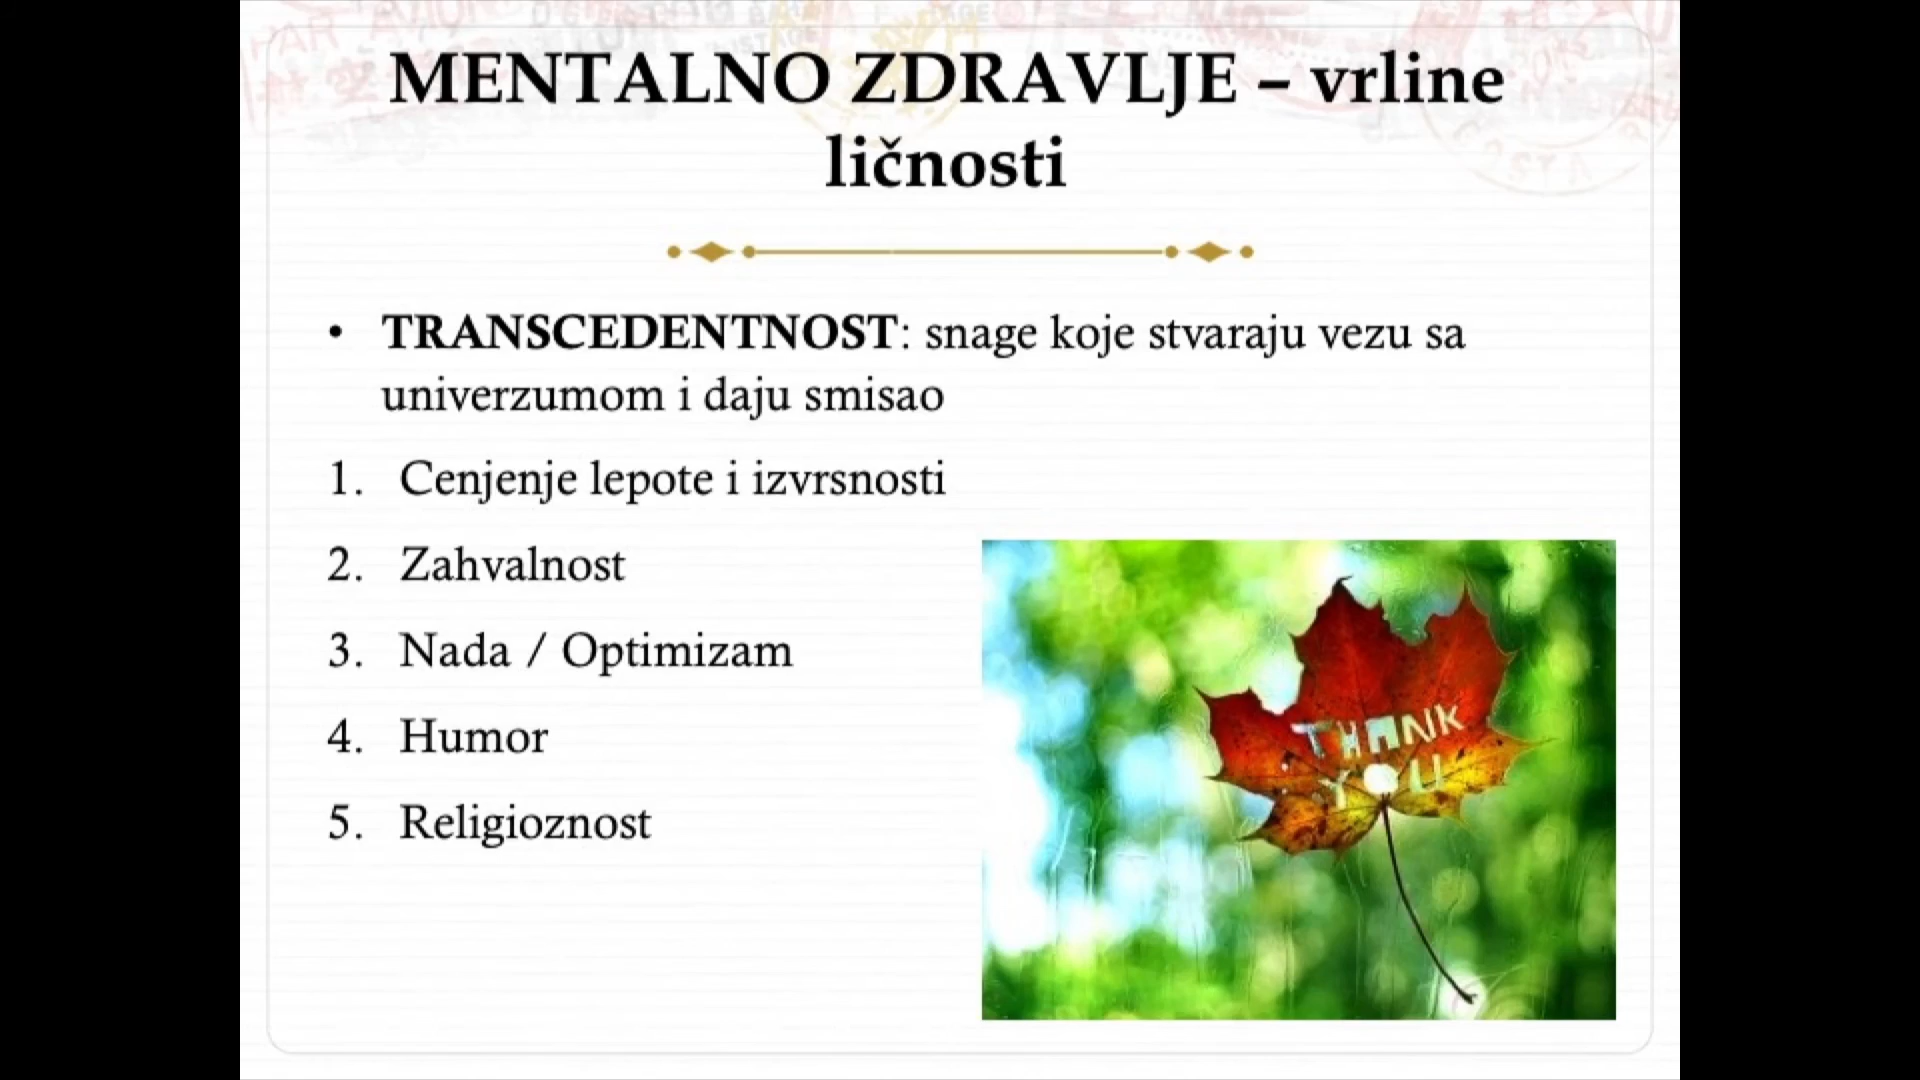 MENTALNO ZDRAVLJE – vrline
ličnosti
• TRANSCEDENTNOST: snage koje stvaraju vezu sa
univerzumom i daju smisao
1. Cenjenje lepote i izvrsnosti
2. Zahvalnost
3. Nada / Optimizam
4. Humor
5. Religioznost
THANK
YOU